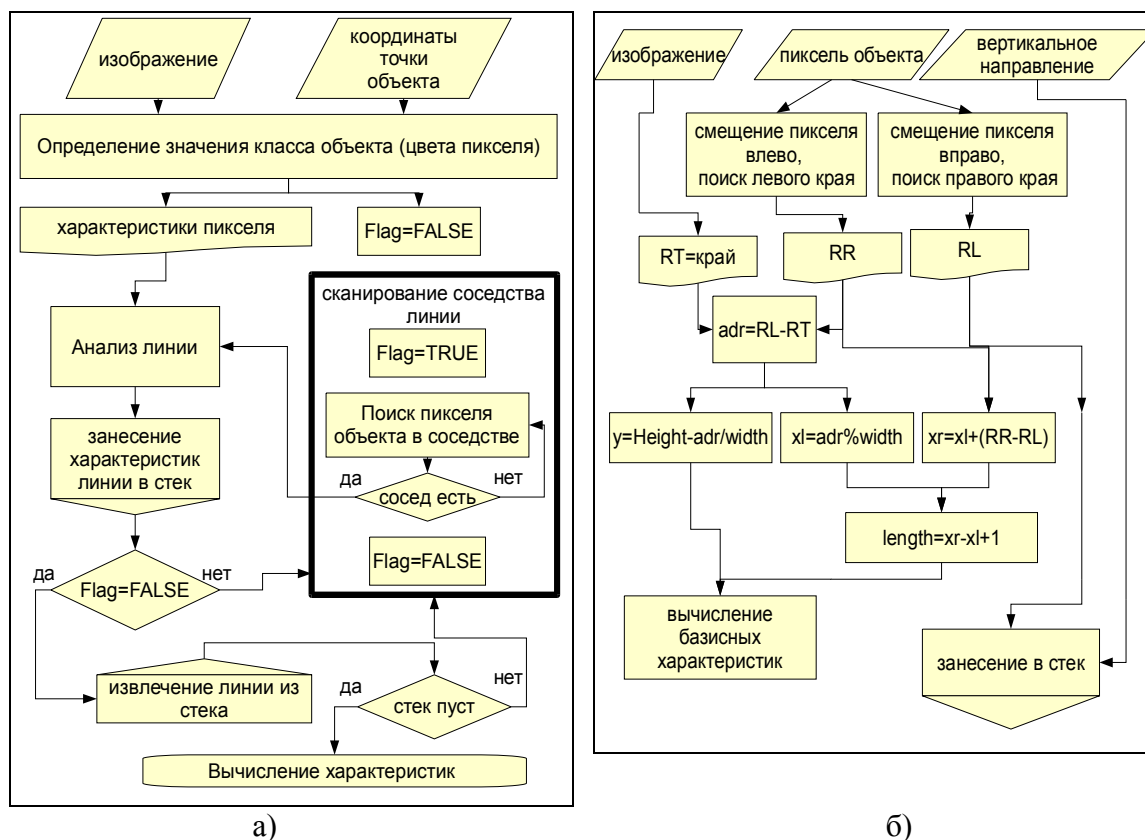 изображение
координаты
точки
объекта
Определение значения класса объекта (цвета пикселя)
характеристики пикселя
Flag=FALSE
сканирование соседства
линии
Flag=TRUE
Анализ линии
Поиск пикселя
объекта в соседстве
занесение
характеристик
линии в стек
да
нет
сосед есть
Flag=FALSE
да
нет
Flag=FALSE
извлечение линии из
стека
да
нет
стек пуст
Вычисление характеристик
а)
изображение
пиксель объекта
вертикальное
направление
смещение пикселя
влево,
поиск левого края
смещение пикселя
вправо,
поиск правого края
RT=край
RR
RL
adr=RL-RT
y=Height-adr/width
xl=adr%width
xr=xl+(RR-RL)
length=xr-xl+1
вычисление
базисных
характеристик
занесение в стек
б)